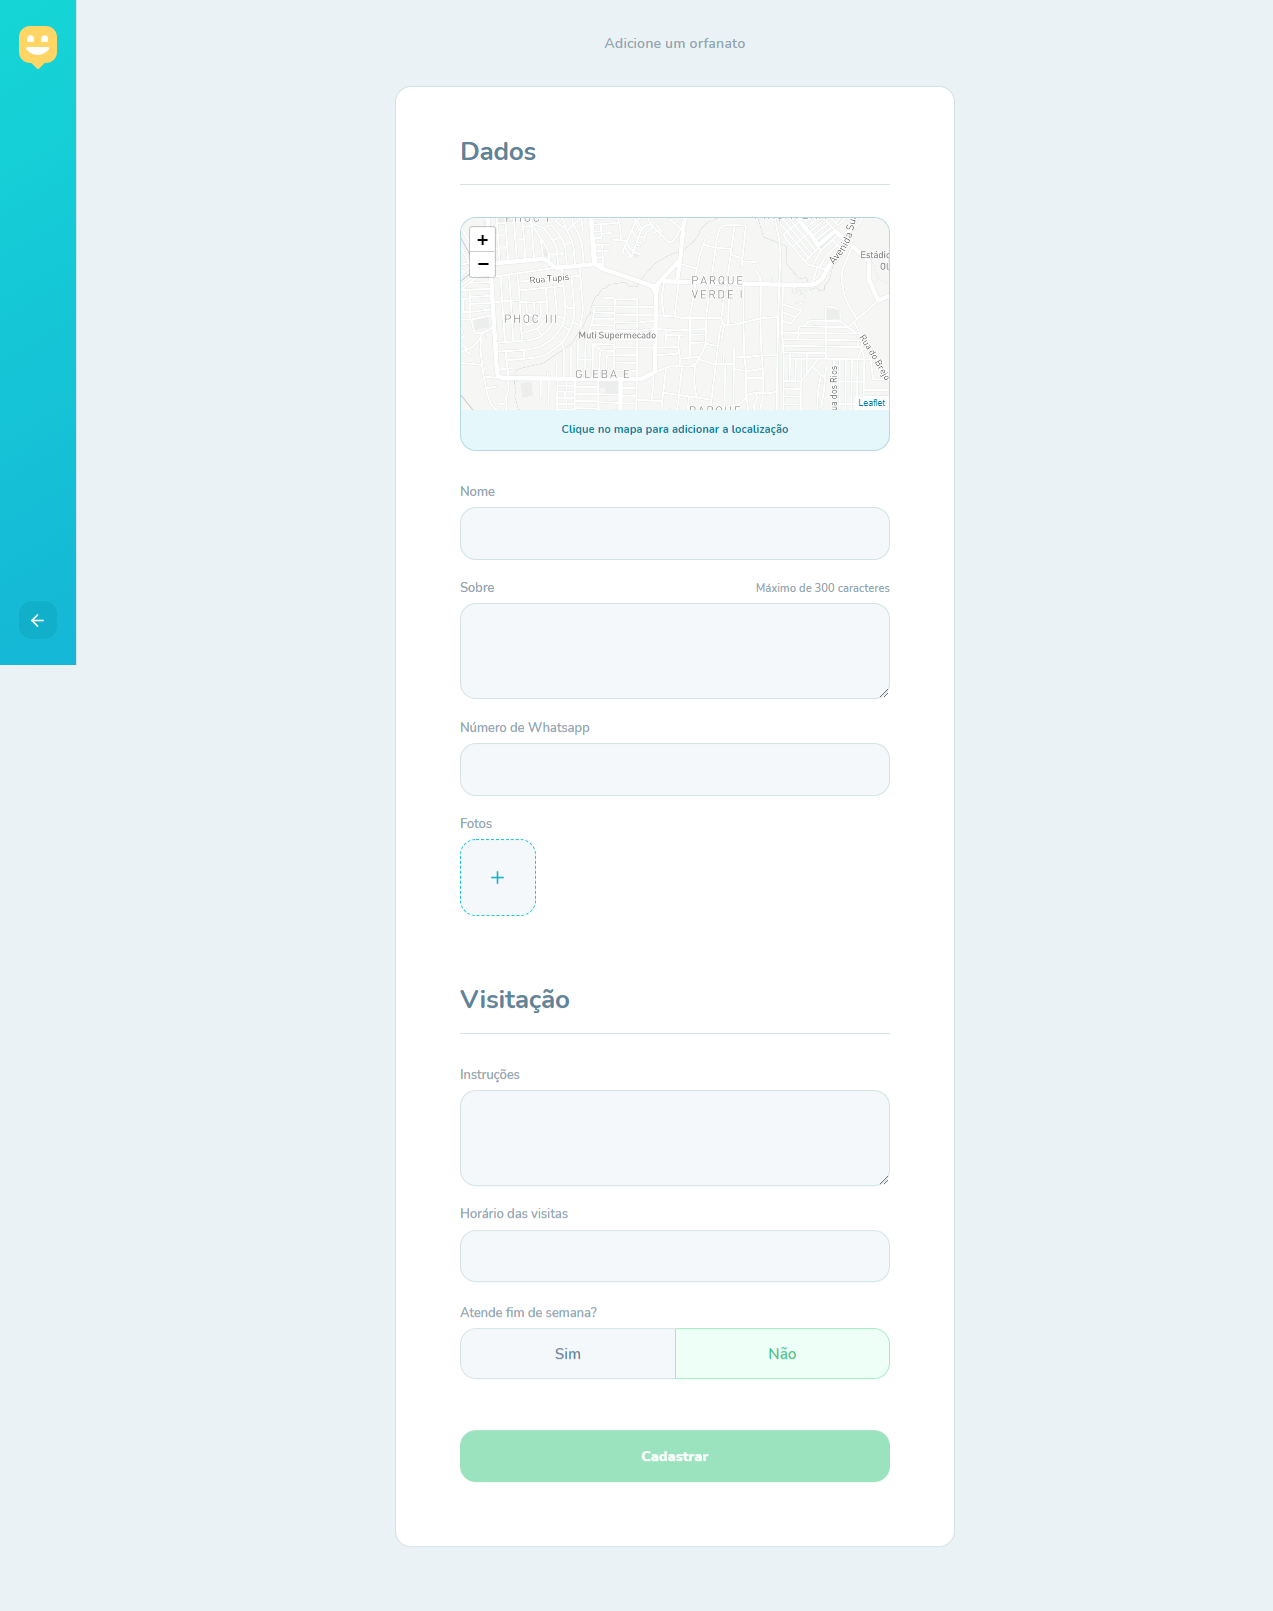 Adicione um orfanato
Dados
+
−
Rua Tupis
Avenida
Estádio
PARQUE
VERDE I
PHOC III
Muti Supermecado
Rua do Brejo
GLEBA E
dos Rios
PARQUE
Leaflet
Clique no mapa para adicionar a localização
Nome
Sobre
Máximo de 300 caracteres
Número de Whatsapp
Fotos
+
Visitação
Instruções
Horário das visitas
Atende fim de semana?
Sim
Não
Cadastrar